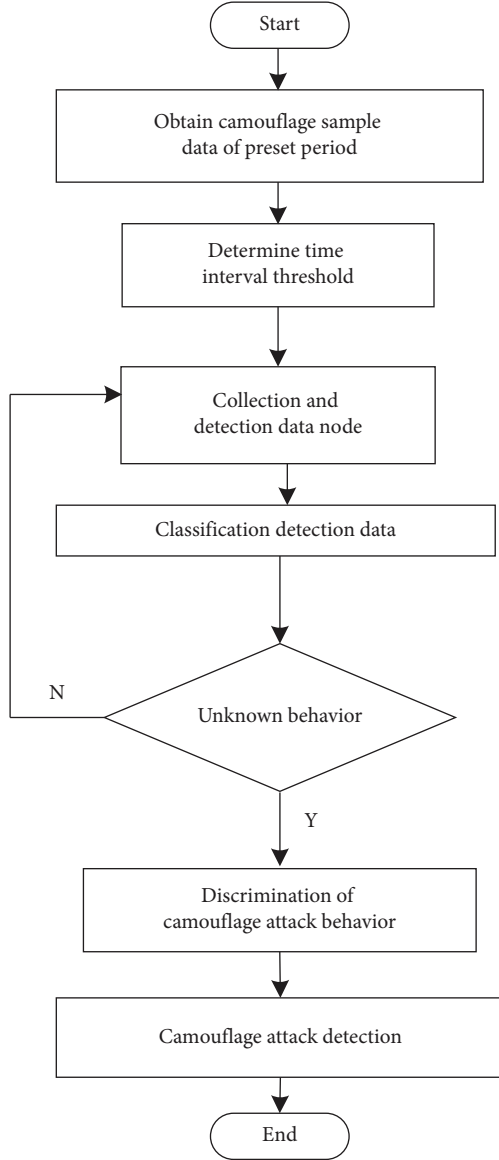 Start
Obtain camouflage sample
data of preset period
Determine time
interval threshold
Collection and
detection data node
Classification detection data
Unknown behavior
N
Y
Discrimination of
camouflage attack behavior
Camouflage attack detection
End